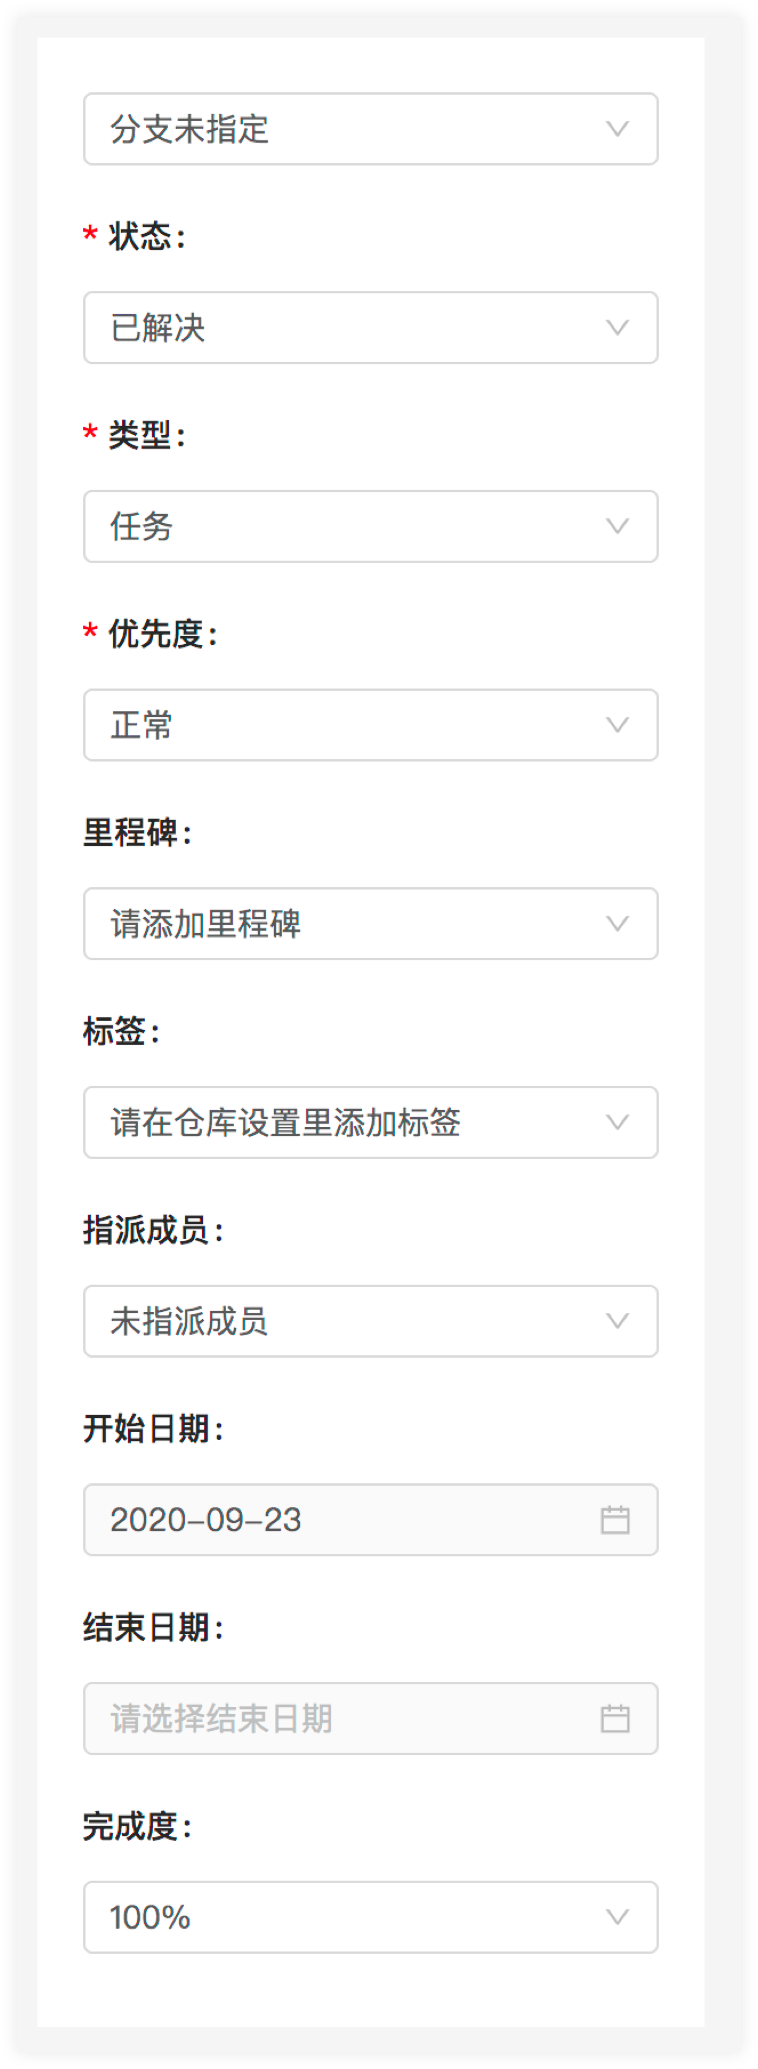 分支未指定
* 状态:
已解决
* 类型:
任务
* 优先度:
正常
里程碑:
请添加里程碑
标签:
请在仓库设置里添加标签
指派成员:
未指派成员
开始日期:
2020-09-23
结束日期:
请选择结束日期
完成度:
100%